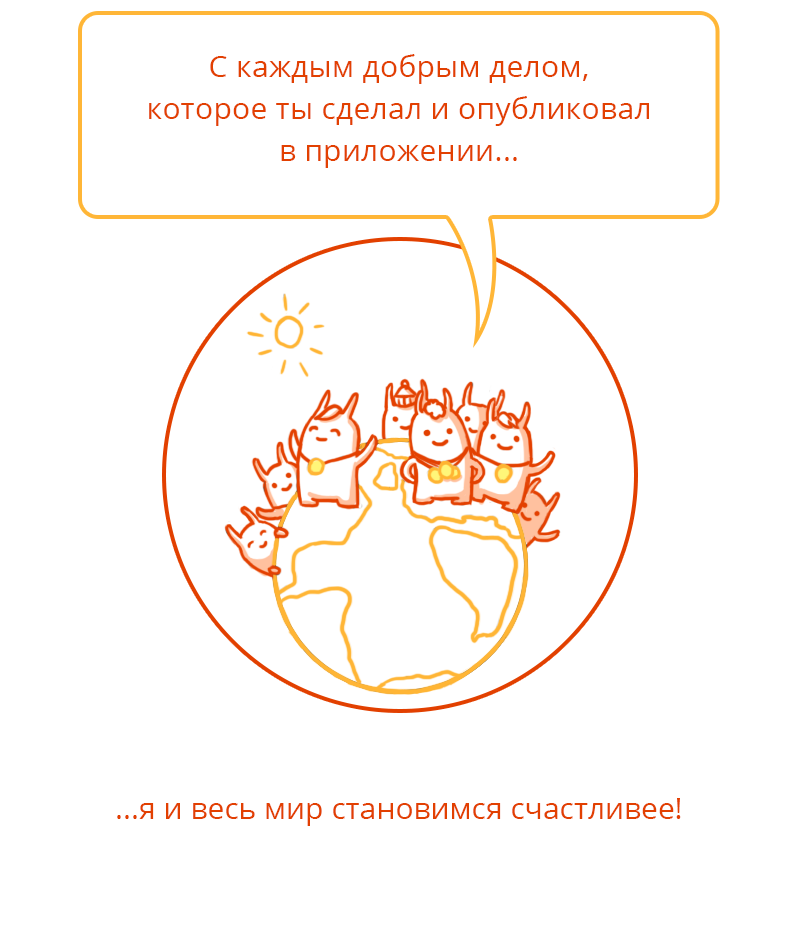 С каждым добрым делом,
которое ты сделал и опубликовал
в приложении...
...я и весь мир становимся счастливее!